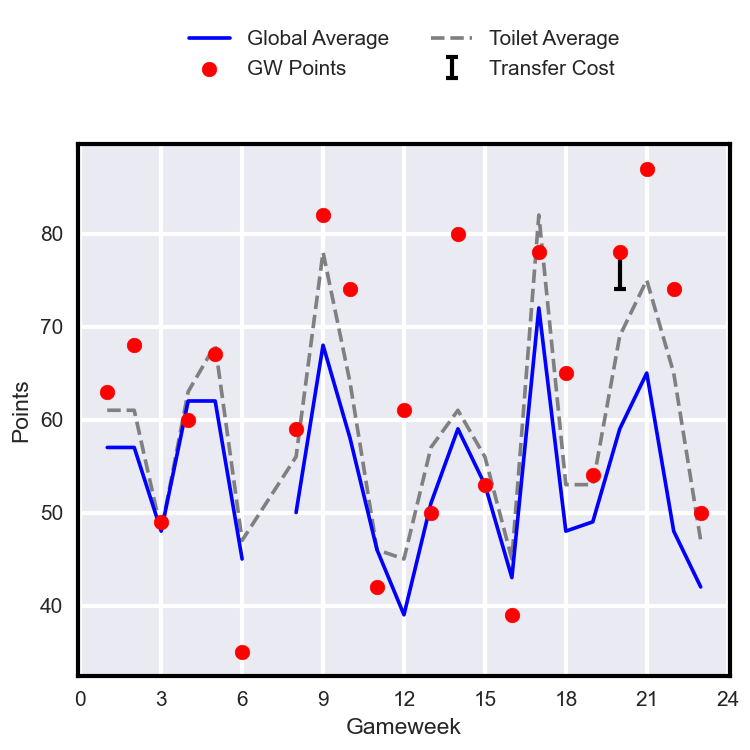 Global Average
Toilet Average
GW Points
Transfer Cost
80
70
60
50
40
Points
0 3 6 9 12 15 18 21 24
Gameweek